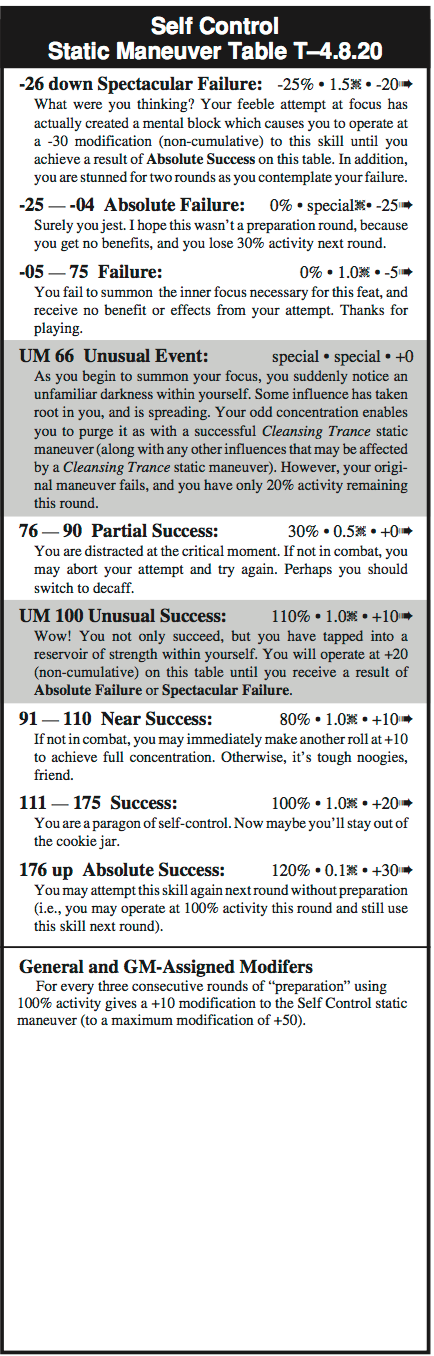 Self Control
Static Maneuver Table T–4.8.20
-26 down Spectacular Failure: -25% • 1.5⌘ • -20➠
What were you thinking? Your feeble attempt at focus has
actually created a mental block which causes you to operate at
a -30 modification (non-cumulative) to this skill until you
achieve a result of Absolute Success on this table. In addition,
you are stunned for two rounds as you contemplate your failure.
-25 — -04 Absolute Failure: 0% • special⌘• -25➠
Surely you jest. I hope this wasn't a preparation round, because
you get no benefits, and you lose 30% activity next round.
-05 — 75 Failure: 0% • 1.0⌘ • -5➠
You fail to summon the inner focus necessary for this feat, and
receive no benefit or effects from your attempt. Thanks for
playing.
UM 66 Unusual Event: special • special • +0
As you begin to summon your focus, you suddenly notice an
unfamiliar darkness within yourself. Some influence has taken
root in you, and is spreading. Your odd concentration enables
you to purge it as with a successful Cleansing Trance static
maneuver (along with any other influences that may be affected
by a Cleansing Trance static maneuver). However, your origi-
nal maneuver fails, and you have only 20% activity remaining
this round.
76 — 90 Partial Success: 30% • 0.5⌘ • +0➠
You are distracted at the critical moment. If not in combat, you
may abort your attempt and try again. Perhaps you should
switch to decaff.
UM 100 Unusual Success: 110% • 1.0⌘ • +10➠
Wow! You not only succeed, but you have tapped into a
reservoir of strength within yourself. You will operate at +20
(non-cumulative) on this table until you receive a result of
Absolute Failure or Spectacular Failure.
91 — 110 Near Success: 80% • 1.0⌘ • +10➠
If not in combat, you may immediately make another roll at +10
to achieve full concentration. Otherwise, it's tough noogies,
friend.
111 — 175 Success: 100% • 1.0⌘ • +20➠
You are a paragon of self-control. Now maybe you'll stay out of
the cookie jar.
176 up Absolute Success: 120% • 0.1⌘ • +30➠
You may attempt this skill again next round without preparation
(i.e., you may operate at 100% activity this round and still use
this skill next round).
General and GM-Assigned Modifers
For every three consecutive rounds of "preparation" using
100% activity gives a +10 modification to the Self Control static
maneuver (to a maximum modification of +50).